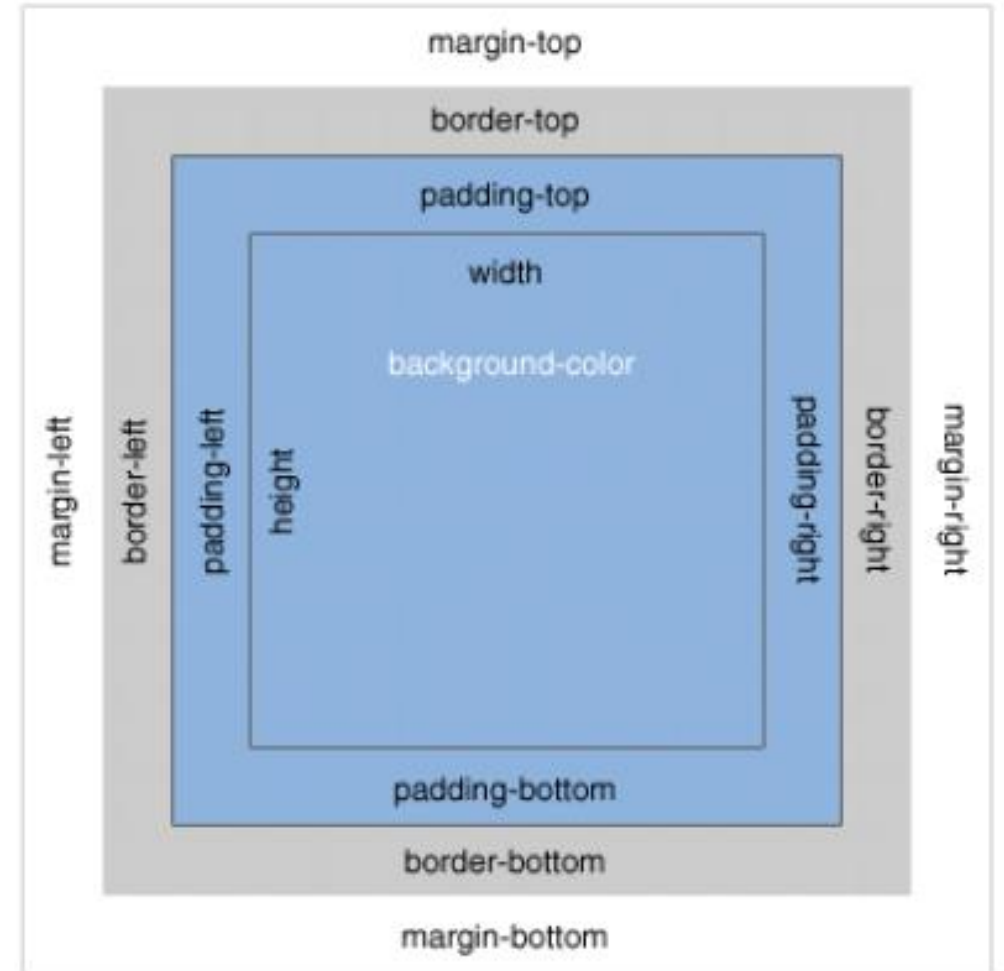 margin-top
border-top
padding-top
width
background-color
margin-left
border-left
padding-left
height
padding-right
border-right
margin-right
padding-bottom
border-bottom
margin-bottom